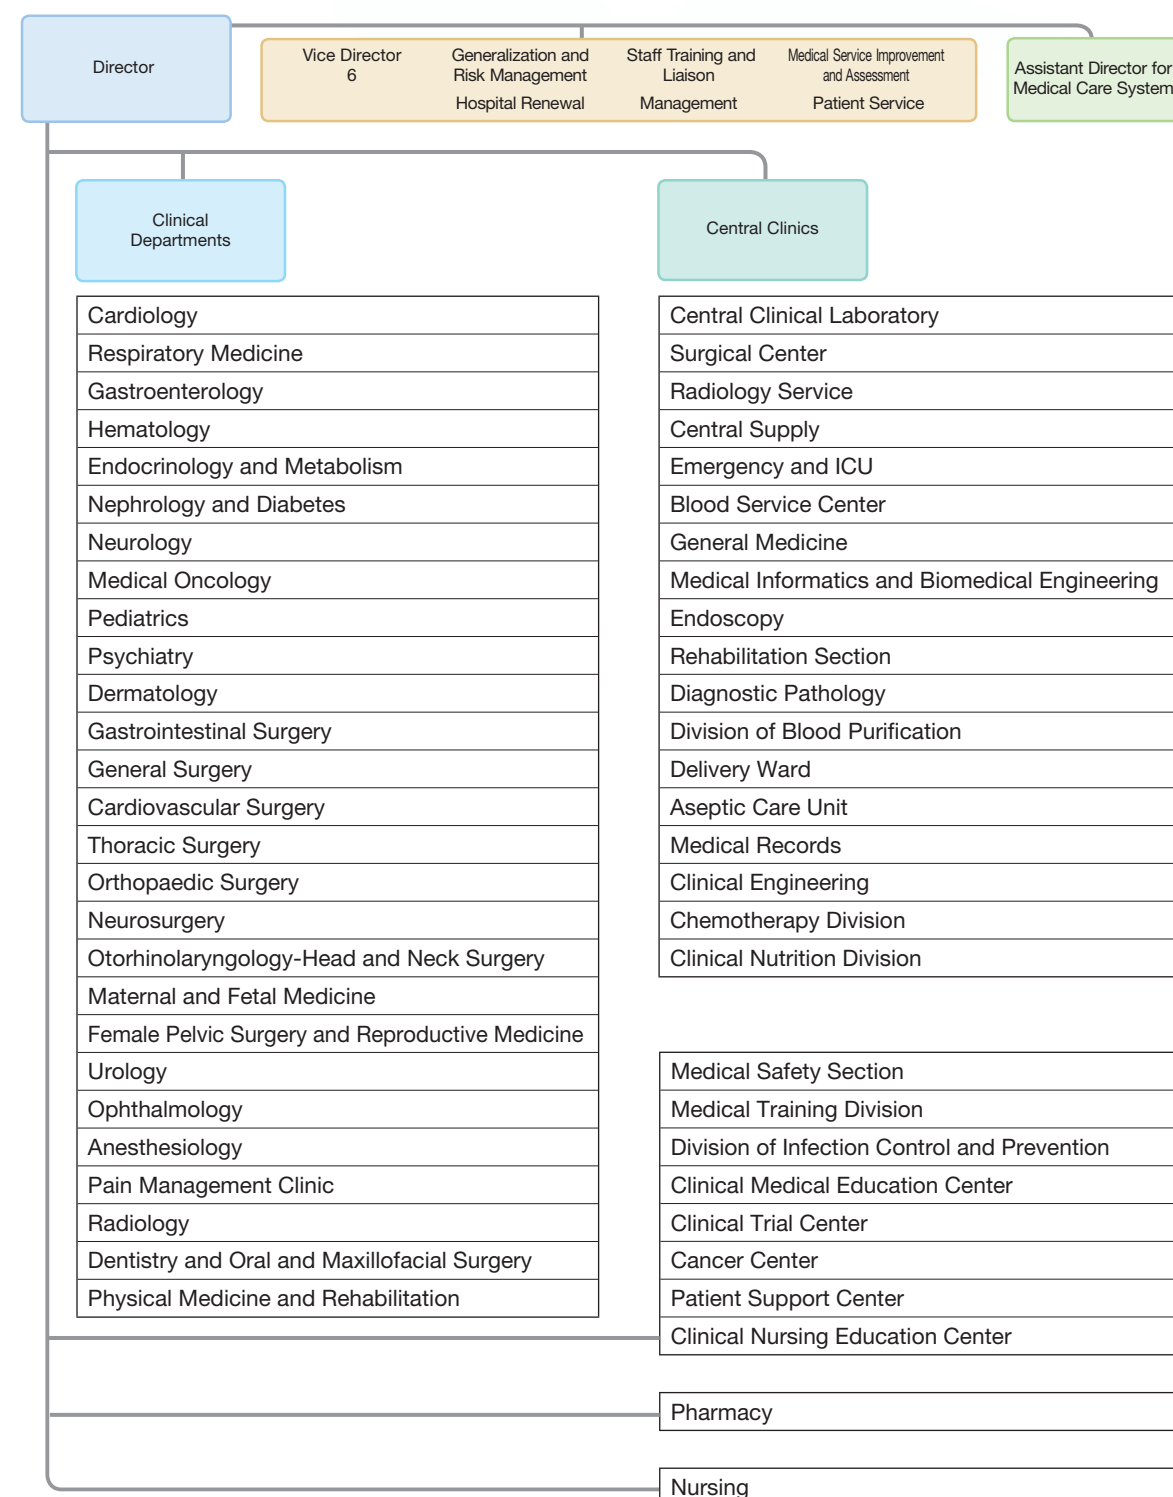 Director
Vice Director
6
Generalization and
Risk Management
Hospital Renewal
Staff Training and
Liaison
Management
Medical Service Improvement
and Assessment
Patient Service
Assistant Director for
Medical Care System
Clinical
Departments
Central Clinics
Cardiology
Respiratory Medicine
Gastroenterology
Hematology
Endocrinology and Metabolism
Nephrology and Diabetes
Neurology
Medical Oncology
Pediatrics
Psychiatry
Dermatology
Gastrointestinal Surgery
General Surgery
Cardiovascular Surgery
Thoracic Surgery
Orthopaedic Surgery
Neurosurgery
Otorhinolaryngology-Head and Neck Surgery
Maternal and Fetal Medicine
Female Pelvic Surgery and Reproductive Medicine
Urology
Ophthalmology
Anesthesiology
Pain Management Clinic
Radiology
Dentistry and Oral and Maxillofacial Surgery
Physical Medicine and Rehabilitation
Central Clinical Laboratory
Surgical Center
Radiology Service
Central Supply
Emergency and ICU
Blood Service Center
General Medicine
Medical Informatics and Biomedical Engineering
Endoscopy
Rehabilitation Section
Diagnostic Pathology
Division of Blood Purification
Delivery Ward
Aseptic Care Unit
Medical Records
Clinical Engineering
Chemotherapy Division
Clinical Nutrition Division
Medical Safety Section
Medical Training Division
Division of Infection Control and Prevention
Clinical Medical Education Center
Clinical Trial Center
Cancer Center
Patient Support Center
Clinical Nursing Education Center
Pharmacy
Nursing